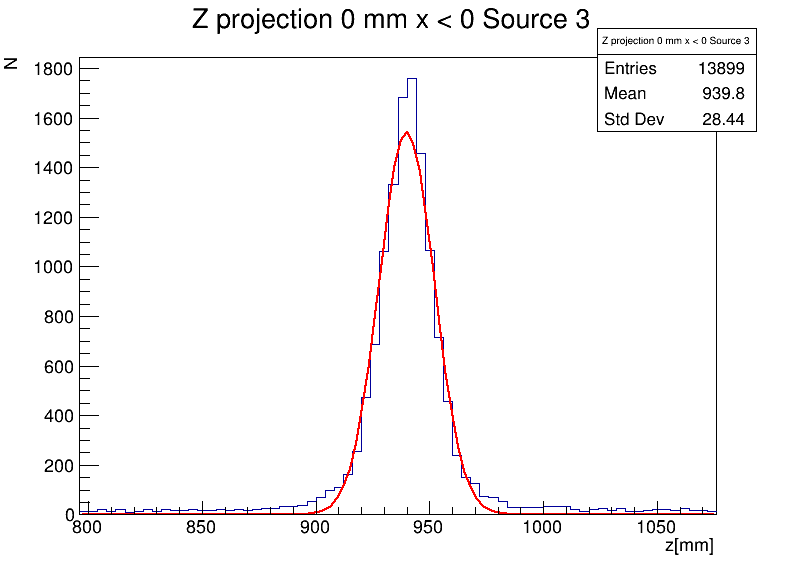 Z projection 0 mm x < 0 Source 3
Z projection 0 mm x < 0 Source 3
Entries 13899
Mean 939.8
Std Dev 28.44
N
1800
1600
1400
1200
1000
800
600
400
200
0
800 850 900 950 1000 1050
z[mm]